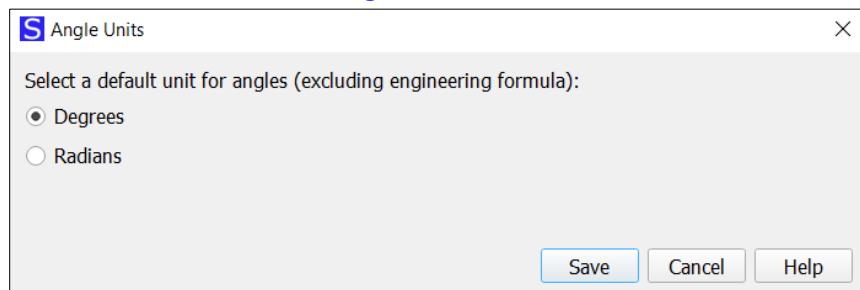 S Angle Units
Select a default unit for angles (excluding engineering formula):
Degrees
Radians
Save Cancel Help